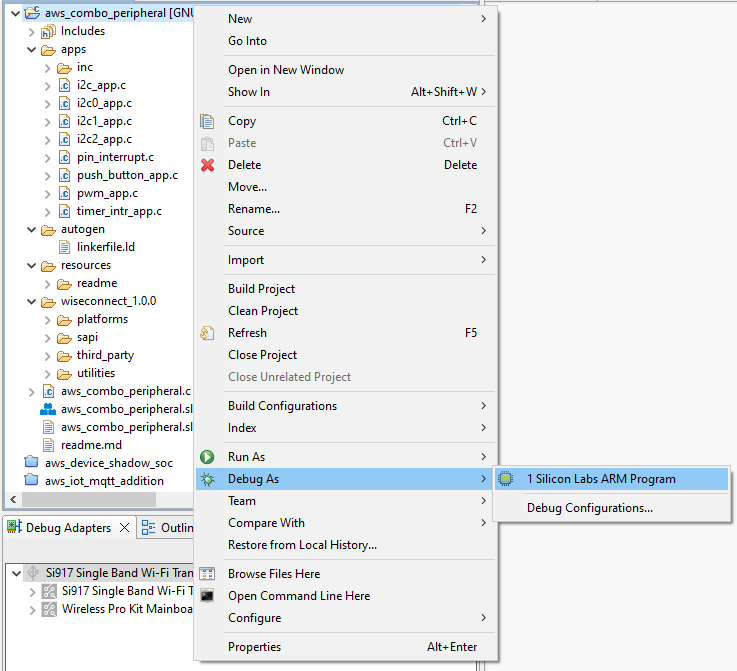 aws_combo_peripheral [GNU
Includes
apps
inc
i2c_app.c
i2c0_app.c
i2c1_app.c
i2c2_app.c
pin_interrupt.c
push_button_app.c
pwm_app.c
timer_intr_app.c
autogen
linkerfile.ld
resources
readme
wiseconnect_1.0.0
platforms
sapi
third_party
utilities
aws_combo_peripheral.c
aws_combo_peripheral.sl
aws_combo_peripheral.sl
readme.md
aws_device_shadow_soc
aws_iot_mqtt_addition
Debug Adapters
Outlin
Si917 Single Band Wi-Fi Tran
Si917 Single Band Wi-Fi T
Wireless Pro Kit Mainboa
New
Go Into
Open in New Window
Show In Alt+Shift+W
Copy Ctrl+C
Paste Ctrl+V
Delete Delete
Move...
Rename... F2
Source
Import
Build Project
Clean Project
Refresh F5
Close Project
Close Unrelated Project
Build Configurations
Index
Run As
Debug As
Team
Compare With
Restore from Local History...
Browse Files Here
Open Command Line Here
Configure
Properties Alt+Enter
1 Silicon Labs ARM Program
Debug Configurations...